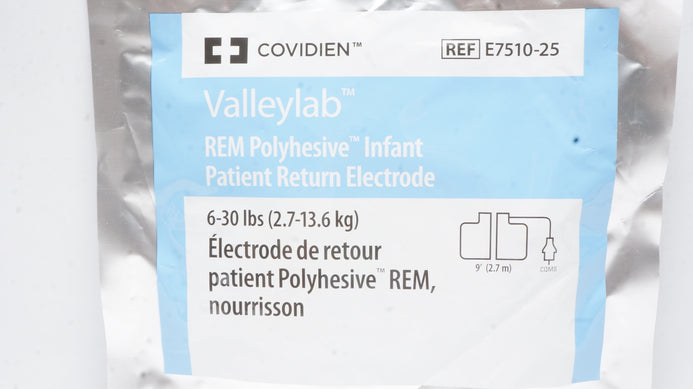 COVIDIEN™
REF E7510-25
Valleylab™
REM Polyhesive™ Infant
Patient Return Electrode
6-30 lbs (2.7-13.6 kg)
Électrode de retour
patient Polyhesive™ REM,
nourrisson
9' (2.7 m)